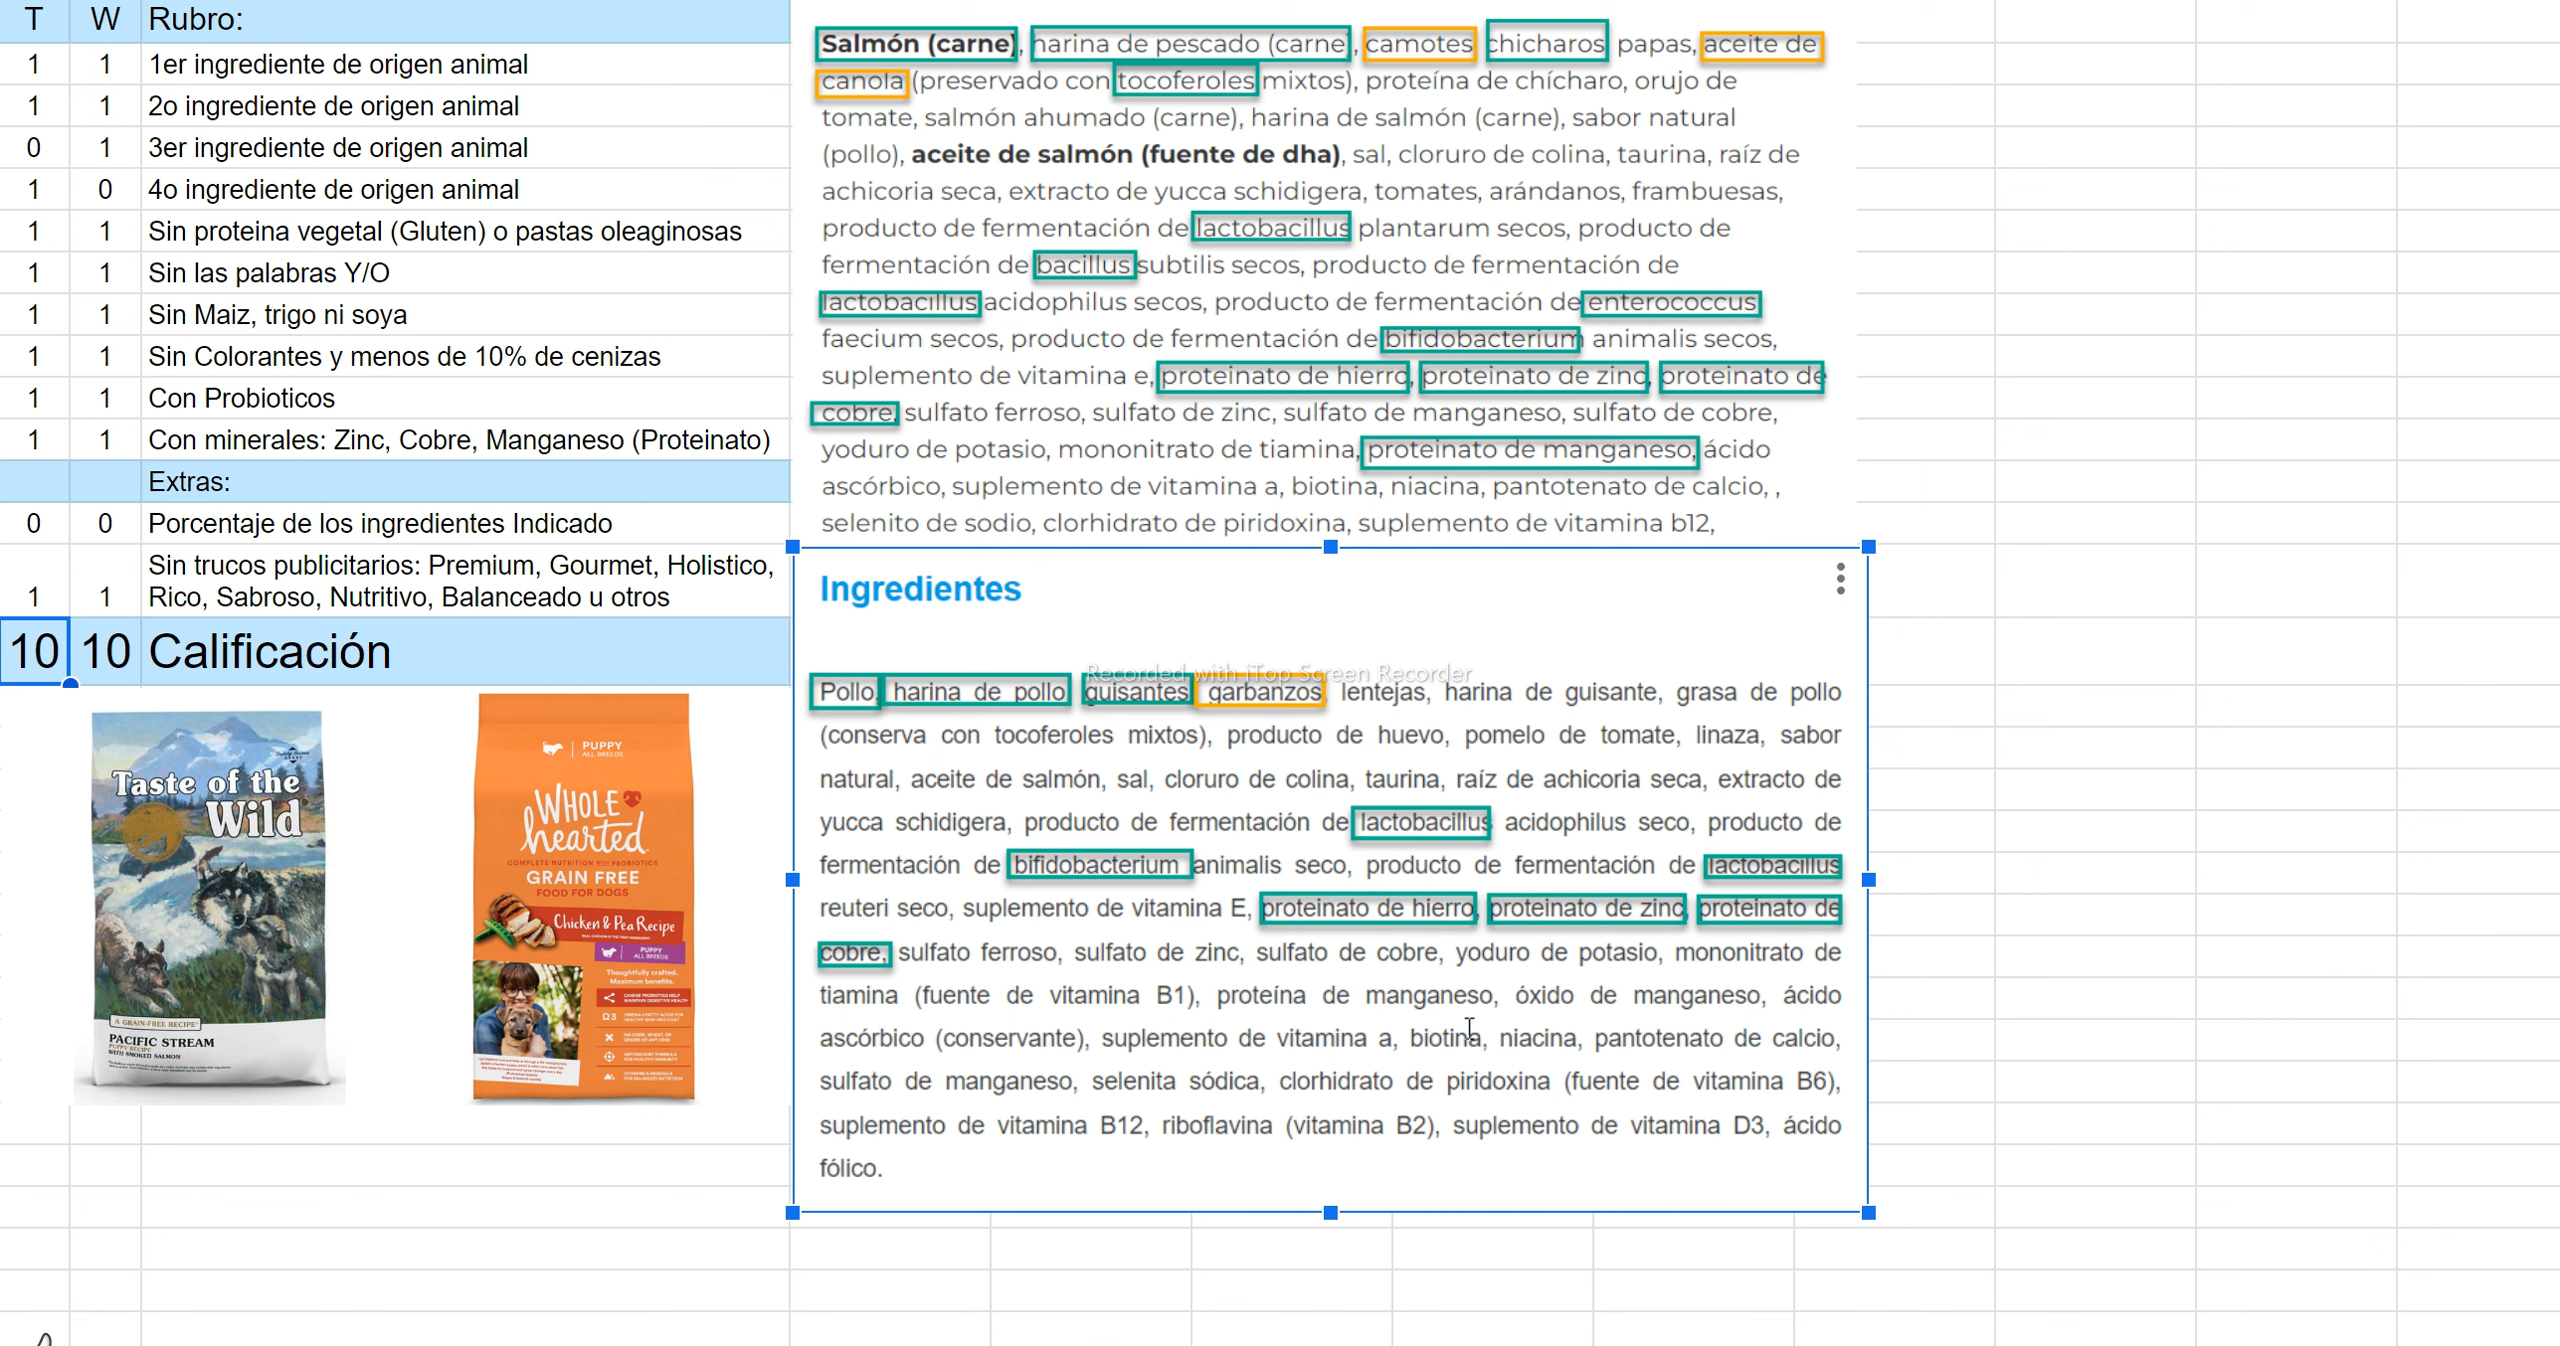 T W Rubro:
1 1 1er ingrediente de origen animal
1 1 2o ingrediente de origen animal
0 1 3er ingrediente de origen animal
1 0 4o ingrediente de origen animal
1 1 Sin proteina vegetal (Gluten) o pastas oleaginosas
1 1 Sin las palabras Y/O
1 1 Sin Maiz, trigo ni soya
1 1 Sin Colorantes y menos de 10% de cenizas
1 1 Con Probioticos
1 1 Con minerales: Zinc, Cobre, Manganeso (Proteinato)
Extras:
0 0 Porcentaje de los ingredientes Indicado
Sin trucos publicitarios: Premium, Gourmet, Holistico,
1 1 Rico, Sabroso, Nutritivo, Balanceado u otros
10 10 Calificación
Taste of the
Wild
A GRAIN-FREE RECIPE
PACIFIC STREAM
PUPPY RECIPE
WITH SMOKED SALMON
PUPPY
ALL BREEDS
WHOLE
hearted
COMPLETE NUTRITION WITH PROBIOTICS
GRAIN FREE
FOOD FOR DOGS
Chicken & Pea Recipe
PUPPY
ALL BREEDS
Thoughtfully crafted.
Maximum benefits.
Salmón (carne), harina de pescado (carne), camotes chicharos papas, aceite de
canola (preservado con tocoferoles mixtos), proteína de chícharo, orujo de
tomate, salmón ahumado (carne), harina de salmón (carne), sabor natural
(pollo), aceite de salmón (fuente de dha), sal, cloruro de colina, taurina, raíz de
achicoria seca, extracto de yucca schidigera, tomates, arándanos, frambuesas,
producto de fermentación de lactobacillus plantarum secos, producto de
fermentación de bacillus subtilis secos, producto de fermentación de
lactobacillus acidophilus secos, producto de fermentación de enterococcus
faecium secos, producto de fermentación de bifidobacterium animalis secos,
suplemento de vitamina e, proteinato de hierro, proteinato de zinc, proteinato de
cobre, sulfato ferroso, sulfato de zinc, sulfato de manganeso, sulfato de cobre,
yoduro de potasio, mononitrato de tiamina, proteinato de manganeso, ácido
ascórbico, suplemento de vitamina a, biotina, niacina, pantotenato de calcio, ,
selenito de sodio, clorhidrato de piridoxina, suplemento de vitamina b12,
Ingredientes
Recorded with iTop Screen Recorder
Pollo, harina de pollo guisantes garbanzos, lentejas, harina de guisante, grasa de pollo
(conserva con tocoferoles mixtos), producto de huevo, pomelo de tomate, linaza, sabor
natural, aceite de salmón, sal, cloruro de colina, taurina, raíz de achicoria seca, extracto de
yucca schidigera, producto de fermentación de lactobacillus acidophilus seco, producto de
fermentación de bifidobacterium animalis seco, producto de fermentación de lactobacillus
reuteri seco, suplemento de vitamina E, proteinato de hierro, proteinato de zinc, proteinato de
cobre, sulfato ferroso, sulfato de zinc, sulfato de cobre, yoduro de potasio, mononitrato de
tiamina (fuente de vitamina B1), proteína de manganeso, óxido de manganeso, ácido
ascórbico (conservante), suplemento de vitamina a, biotina, niacina, pantotenato de calcio,
sulfato de manganeso, selenita sódica, clorhidrato de piridoxina (fuente de vitamina B6),
suplemento de vitamina B12, riboflavina (vitamina B2), suplemento de vitamina D3, ácido
fólico.